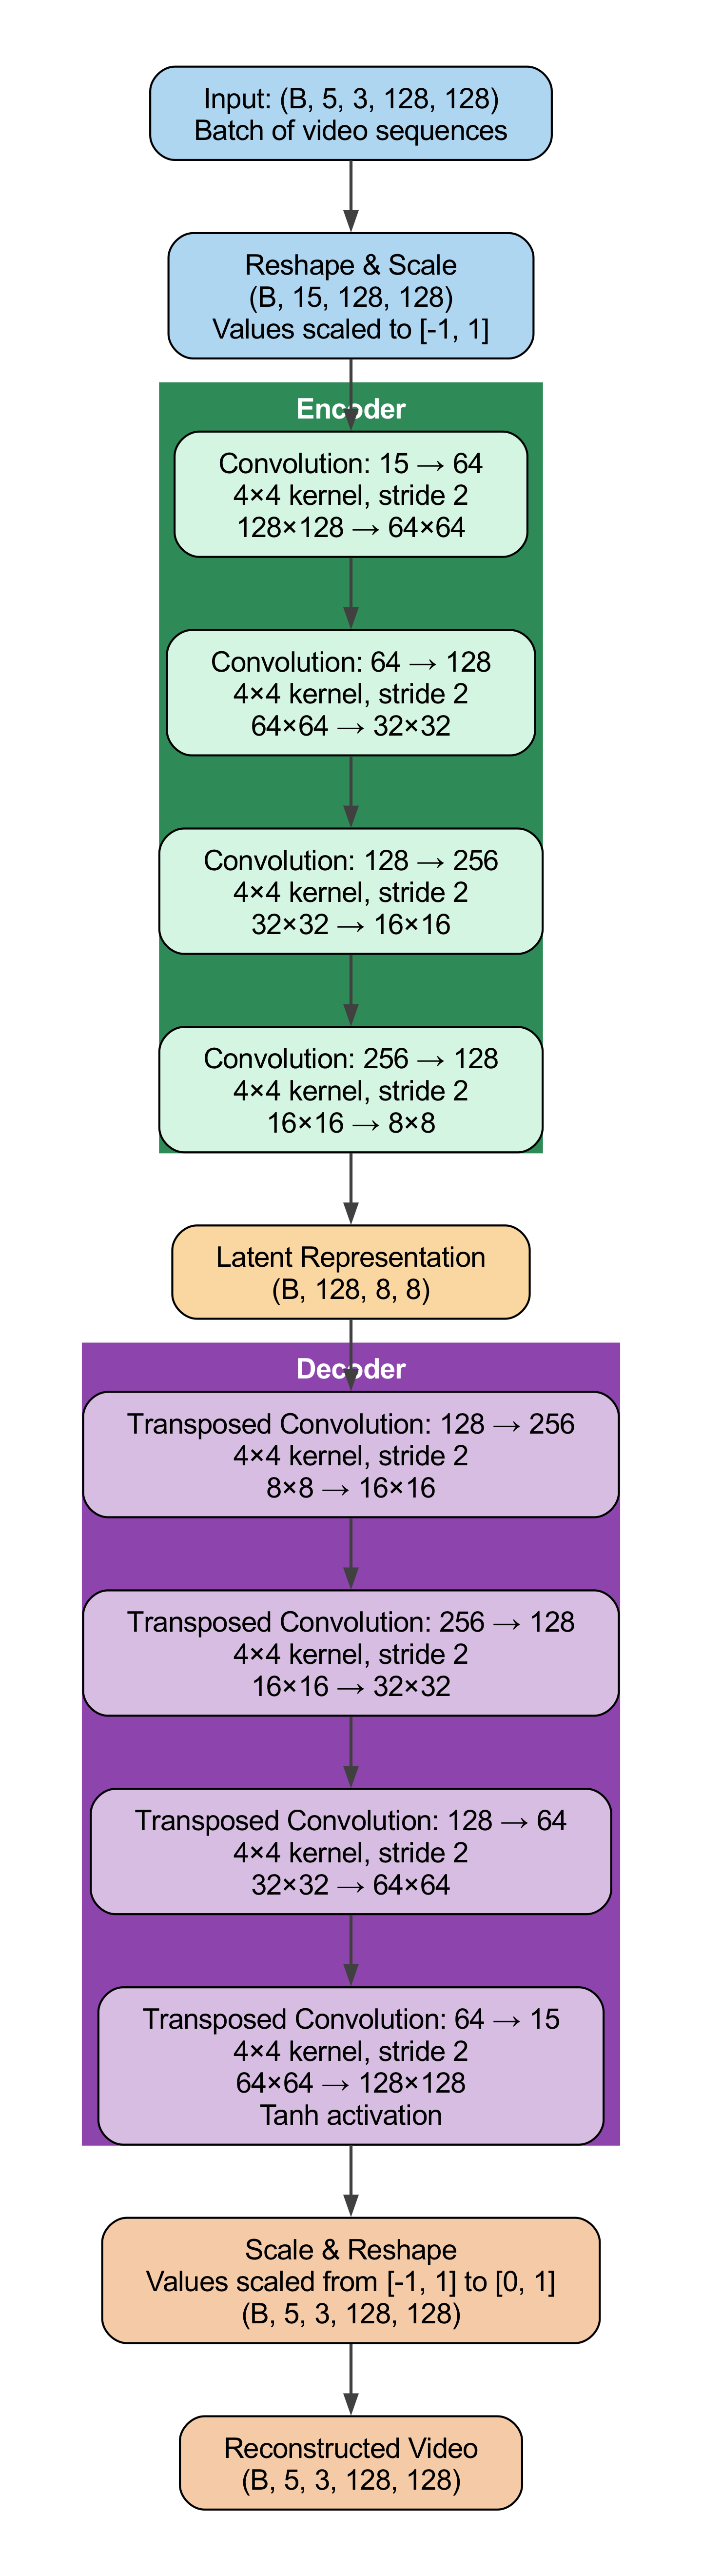 Input: (B, 5, 3, 128, 128)
Batch of video sequences
Reshape & Scale
(B, 15, 128, 128)
Values scaled to [-1, 1]
Encoder
Convolution: 15 → 64
4×4 kernel, stride 2
128×128 → 64×64
Convolution: 64 → 128
4×4 kernel, stride 2
64×64 → 32×32
Convolution: 128 → 256
4×4 kernel, stride 2
32×32 → 16×16
Convolution: 256 → 128
4×4 kernel, stride 2
16×16 → 8×8
Latent Representation
(B, 128, 8, 8)
Decoder
Transposed Convolution: 128 → 256
4×4 kernel, stride 2
8×8 → 16×16
Transposed Convolution: 256 → 128
4×4 kernel, stride 2
16×16 → 32×32
Transposed Convolution: 128 → 64
4×4 kernel, stride 2
32×32 → 64×64
Transposed Convolution: 64 → 15
4×4 kernel, stride 2
64×64 → 128×128
Tanh activation
Scale & Reshape
Values scaled from [-1, 1] to [0, 1]
(B, 5, 3, 128, 128)
Reconstructed Video
(B, 5, 3, 128, 128)